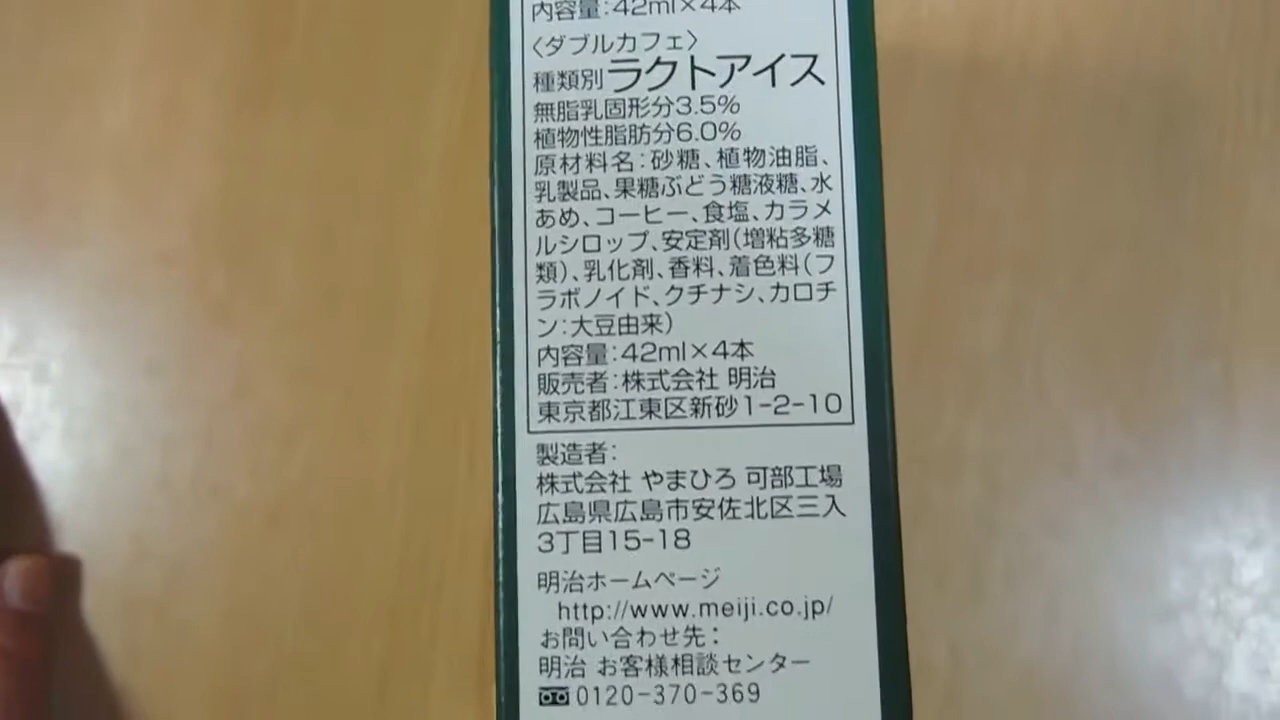 内容量:42ml×4本
〈ダブルカフェ〉
種類別ラクトアイス
無脂乳固形分3.5%
植物性脂肪分6.0%
原材料名:砂糖、植物油脂、
乳製品、果糖ぶどう糖液糖、水
あめ、コーヒー、食塩、カラメ
ルシロップ、安定剤(増粘多糖
類)、乳化剤、香料、着色料(フ
ラボノイド、クチナシ、カロチ
ン:大豆由来)
内容量:42ml×4本
販売者:株式会社 明治
東京都江東区新砂1-2-10
製造者:
株式会社 やまひろ 可部工場
広島県広島市安佐北区三入
3丁目15-18
明治ホームページ
http://www.meiji.co.jp/
お問い合わせ先:
明治 お客様相談センター
0120-370-369